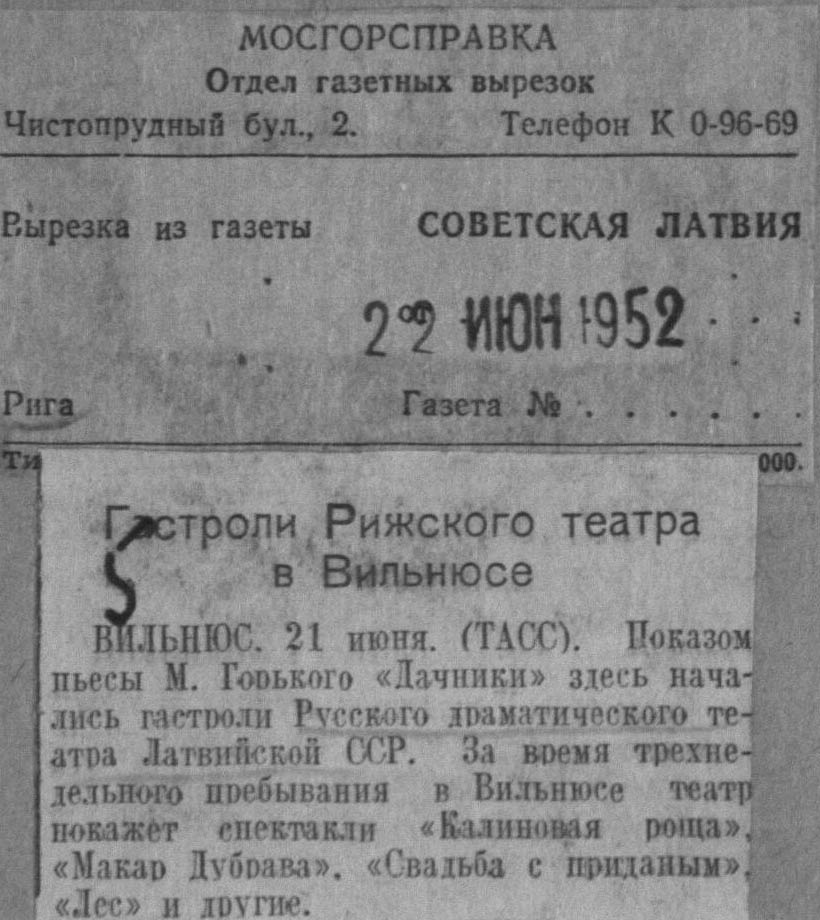 МОСГОРСПРАВКА
Отдел газетных вырезок
Чистопрудный бул., 2. Телефон К 0-96-69
Вырезка из газеты СОВЕТСКАЯ ЛАТВИЯ
22 ИЮН 1952
Рига Газета № . . . . . .
Ти 000.
Гастроли Рижского театра
5
в Вильнюсе
ВИЛЬНЮС. 21 июня. (ТАСС). Показом
пьесы М. Горького «Дачники» здесь нача-
лись гастроли Русского драматического те-
атра Латвийской ССР. За время трехне-
дельного пребывания в Вильнюсе театр
покажет спектакли «Калиновая роща»,
«Макар Дубрава», «Свадьба с приданым»,
«Лес» и другие.